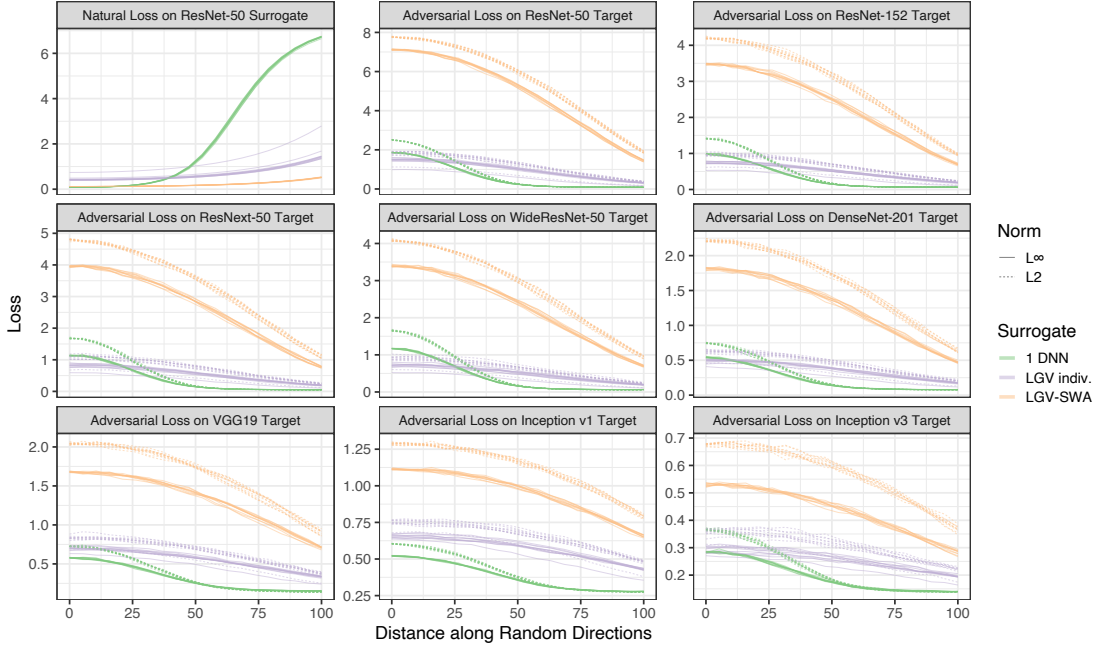 Natural Loss on ResNet-50 Surrogate
Adversarial Loss on ResNet-50 Target
Adversarial Loss on ResNet-152 Target
6
4
2
0
8
6
4
2
0
4
3
2
1
0
Adversarial Loss on ResNext-50 Target
Adversarial Loss on WideResNet-50 Target
Adversarial Loss on DenseNet-201 Target
5
4
3
2
1
0
4
3
2
1
0
2.0
1.5
1.0
0.5
0.0
Adversarial Loss on VGG19 Target
Adversarial Loss on Inception v1 Target
Adversarial Loss on Inception v3 Target
2.0
1.5
1.0
0.5
1.25
1.00
0.75
0.50
0.25
0.7
0.6
0.5
0.4
0.3
0.2
0 25 50 75 100
0 25 50 75 100
0 25 50 75 100
Distance along Random Directions
Loss
Norm
L∞
L2
Surrogate
1 DNN
LGV indiv.
LGV-SWA